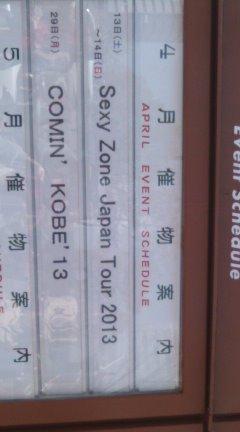 Event Schedule
4月催物案内
APRIL EVENT SCHEDULE
13日(土)
～14日(日) Sexy Zone Japan Tour 2013
29日(月) COMIN' KOBE'13
5月催物案内